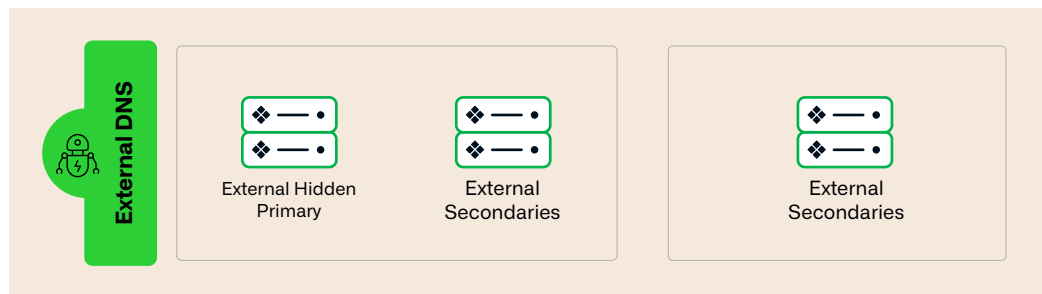 External DNS
External Hidden
Primary
External
Secondaries
External
Secondaries